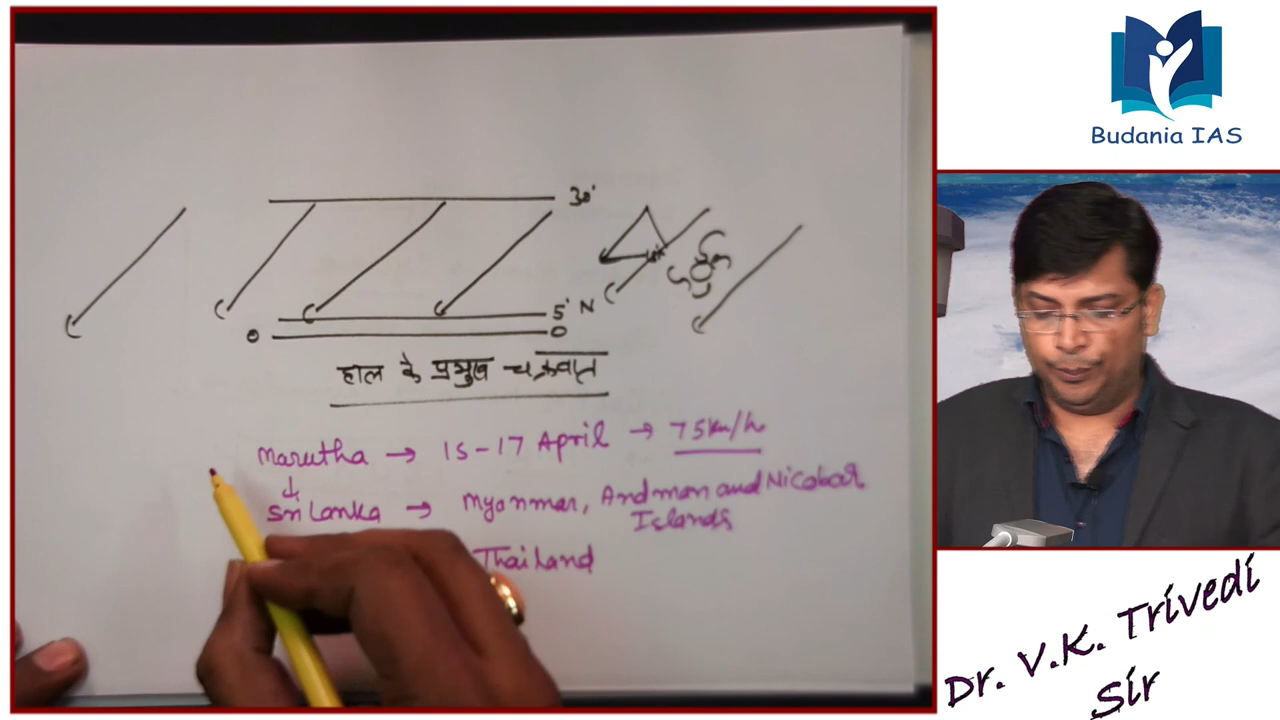 30°
5° N
0 0
हाल के प्रमुख चक्रवात
Marutha → 15-17 April → 75km/h
↓
Sri Lanka → Myanmar, Andman and Nicobar
Islands
Thailand
Budania IAS
Dr. V.K. Trivedi
Sir